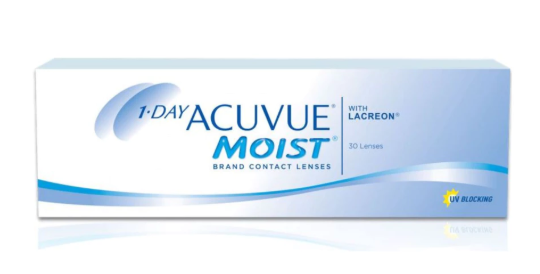 1·DAY ACUVUE®
MOIST®
BRAND CONTACT LENSES
WITH
LACREON®
30 Lenses
UV BLOCKING